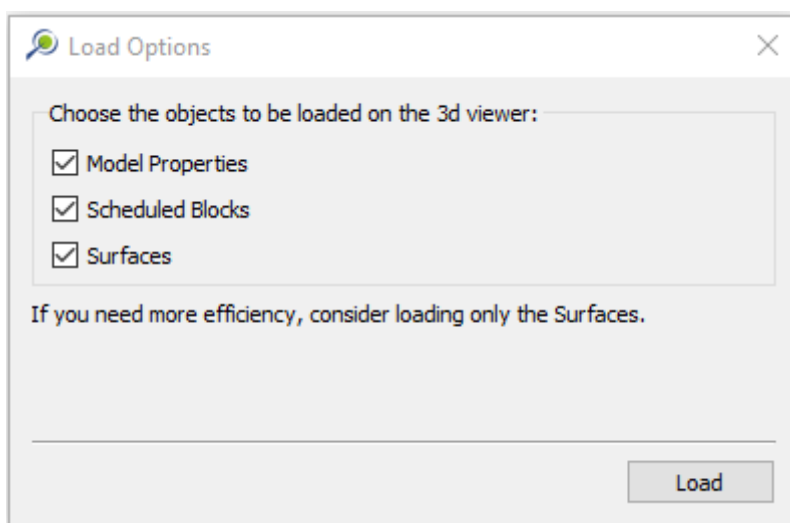 Load Options
Choose the objects to be loaded on the 3d viewer:
Model Properties
Scheduled Blocks
Surfaces
If you need more efficiency, consider loading only the Surfaces.
Load